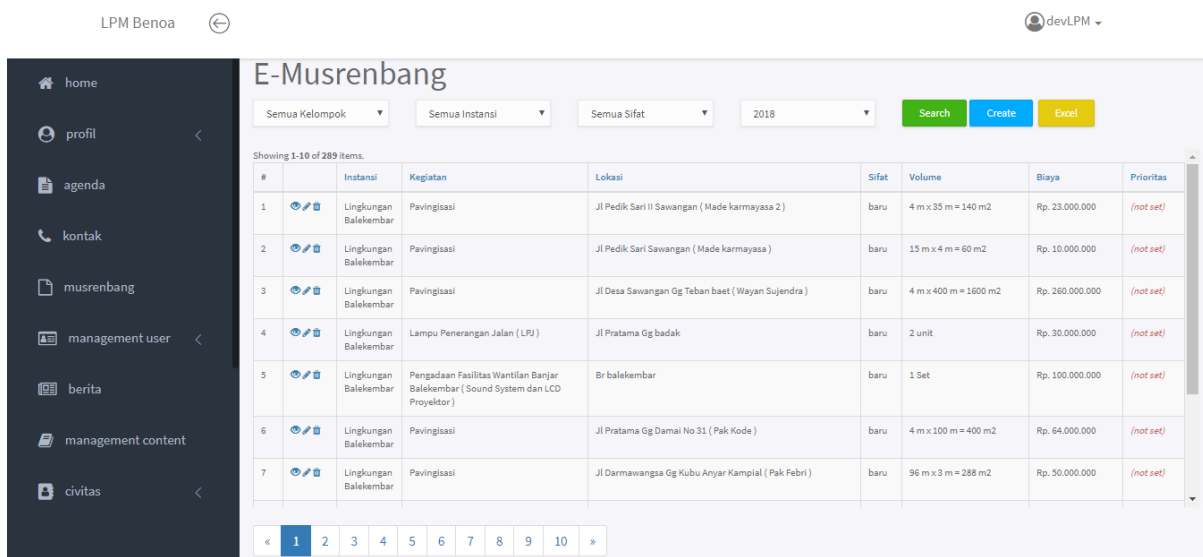 LPM Benoa
devLPM
home
profil
agenda
kontak
musrenbang
management user
berita
management content
civitas
E-Musrenbang
Semua Kelompok Semua Instansi Semua Sifat 2018 Search Create Excel
Showing 1-10 of 289 items.
# Instansi Kegiatan Lokasi Sifat Volume Biaya Prioritas
1 Lingkungan Pavingisasi Jl Pedik Sari II Sawangan ( Made karmayasa 2 ) baru 4 m x 35 m = 140 m2 Rp. 23.000.000 (not set)
Balekembar
2 Lingkungan Pavingisasi Jl Pedik Sari Sawangan ( Made karmayasa ) baru 15 m x 4 m = 60 m2 Rp. 10.000.000 (not set)
Balekembar
3 Lingkungan Pavingisasi Jl Desa Sawangan Gg Teban baet ( Wayan Sujendra ) baru 4 m x 400 m = 1600 m2 Rp. 260.000.000 (not set)
Balekembar
4 Lingkungan Lampu Penerangan Jalan ( LPJ ) Jl Pratama Gg badak baru 2 unit Rp. 30.000.000 (not set)
Balekembar
5 Lingkungan Pengadaan Fasilitas Wantilan Banjar Br balekembar baru 1 Set Rp. 100.000.000 (not set)
Balekembar Balekembar ( Sound System dan LCD
Proyektor )
6 Lingkungan Pavingisasi Jl Pratama Gg Damai No 31 ( Pak Kode ) baru 4 m x 100 m = 400 m2 Rp. 64.000.000 (not set)
Balekembar
7 Lingkungan Pavingisasi Jl Darmawangsa Gg Kubu Anyar Kampial ( Pak Febri ) baru 96 m x 3 m = 288 m2 Rp. 50.000.000 (not set)
Balekembar
« 1 2 3 4 5 6 7 8 9 10 »